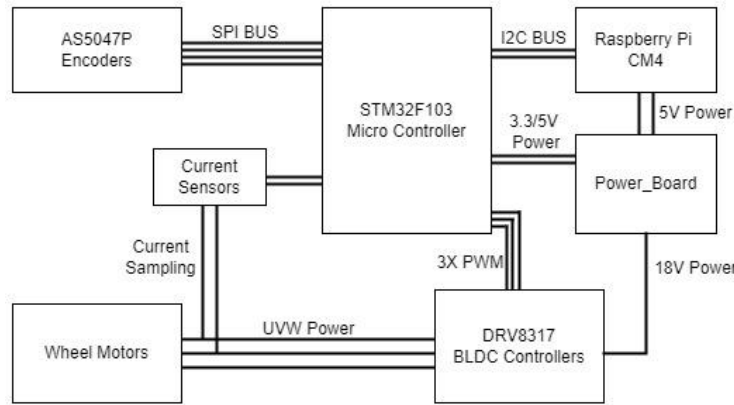 AS5047P
Encoders
SPI BUS
STM32F103
Micro Controller
I2C BUS
Raspberry Pi
CM4
5V Power
3.3/5V
Power
Power_Board
Current
Sensors
Current
Sampling
3X PWM
18V Power
Wheel Motors
UVW Power
DRV8317
BLDC Controllers